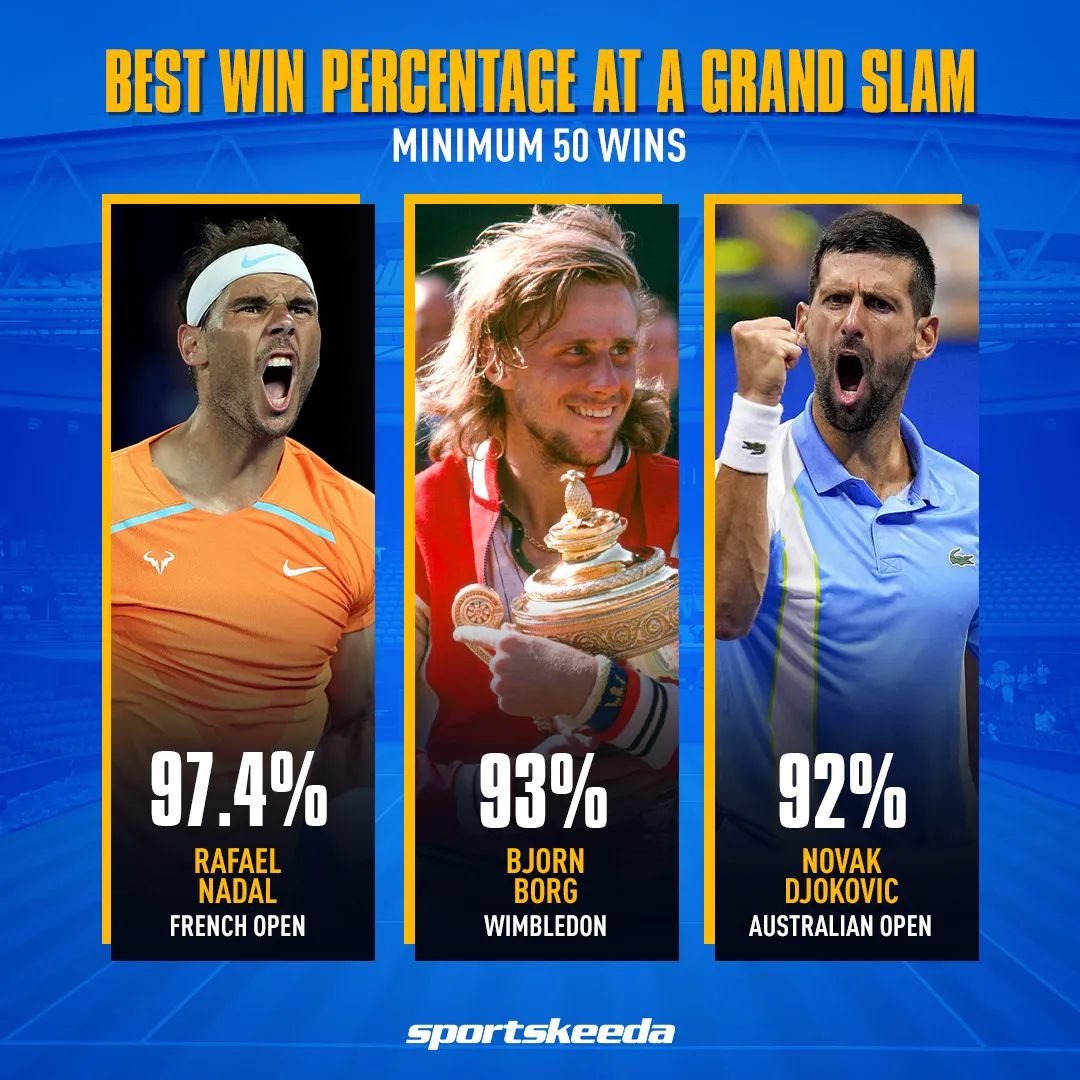 BEST WIN PERCENTAGE AT A GRAND SLAM
MINIMUM 50 WINS
97.4%
RAFAEL
NADAL
FRENCH OPEN
93%
BJORN
BORG
WIMBLEDON
92%
NOVAK
DJOKOVIC
AUSTRALIAN OPEN
sportskeeda